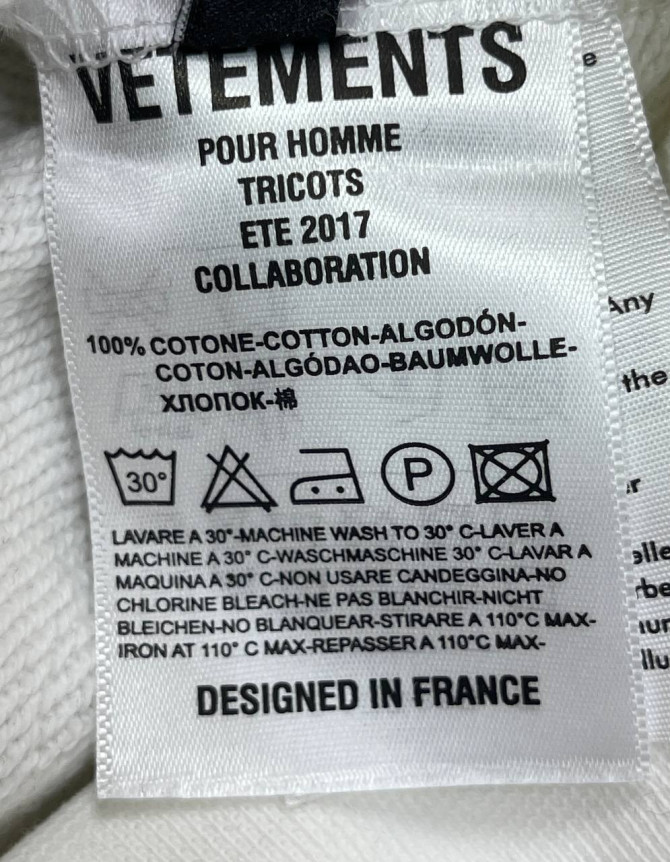 VETEMENTS
POUR HOMME
TRICOTS
ETE 2017
COLLABORATION
100% COTONE-COTTON-ALGODÓN-
COTON-ALGÓDAO-BAUMWOLLE-
ХЛОПОК-棉
30°
P
LAVARE A 30°-MACHINE WASH TO 30° C-LAVER A
MACHINE A 30° C-WASCHMASCHINE 30° C-LAVAR A
MAQUINA A 30° C-NON USARE CANDEGGINA-NO
CHLORINE BLEACH-NE PAS BLANCHIR-NICHT
BLEICHEN-NO BLANQUEAR-STIRARE A 110°C MAX-
IRON AT 110° C MAX-REPASSER A 110°C MAX-
DESIGNED IN FRANCE
Any
the